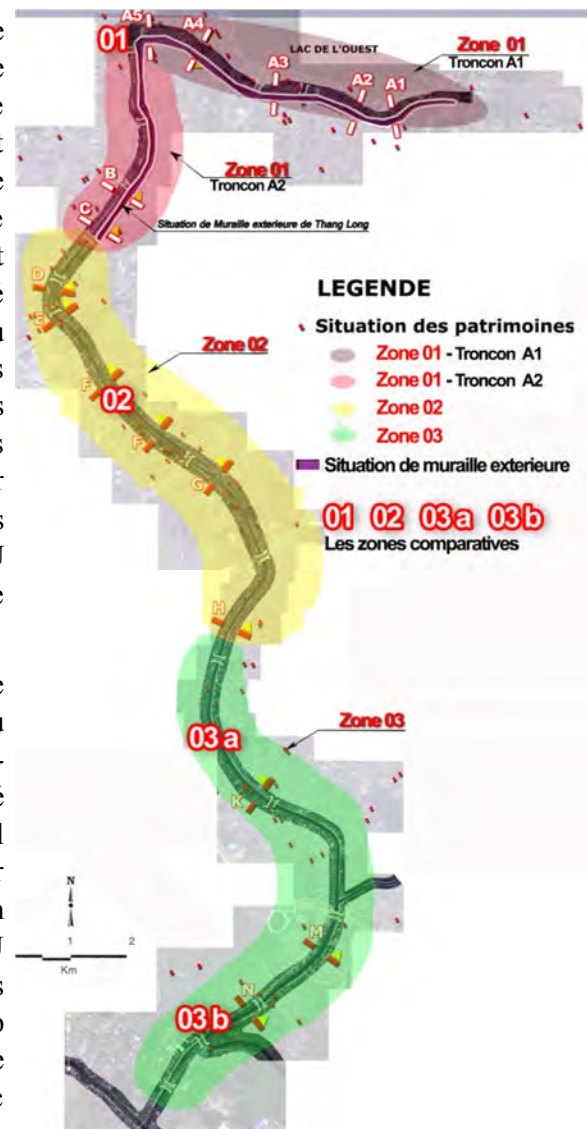 A5
A4
01
A3
LAC DE L'OUEST
Zone 01
Troncon A1
A2
A1
B
Zone 01
Troncon A2
C
Situation de Muraille exterieure de Thang Long
D
E
Zone 02
F
02
F
G
H
LEGENDE
Situation des patrimoines
Zone 01 - Troncon A1
Zone 01 - Troncon A2
Zone 02
Zone 03
Situation de muraille exterieure
01 02 03a 03b
Les zones comparatives
03a
Zone 03
K
N
1 2
Km
M
N
03b